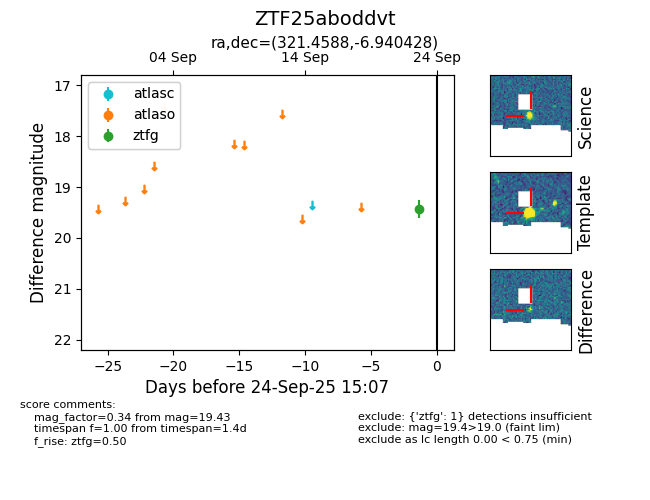 ZTF25aboddvt
ra,dec=(321.4588,-6.940428)
04 Sep
14 Sep
24 Sep
atlasc
atlaso
ztfg
17
18
19
20
21
22
Difference magnitude
−25
−20
−15
−10
−5
0
Days before 24-Sep-25 15:07
Science
Template
Difference
score comments:
mag_factor=0.34 from mag=19.43
timespan f=1.00 from timespan=1.4d
f_rise: ztfg=0.50
exclude: {'ztfg': 1} detections insufficient
exclude: mag=19.4>19.0 (faint lim)
exclude as lc length 0.00 < 0.75 (min)